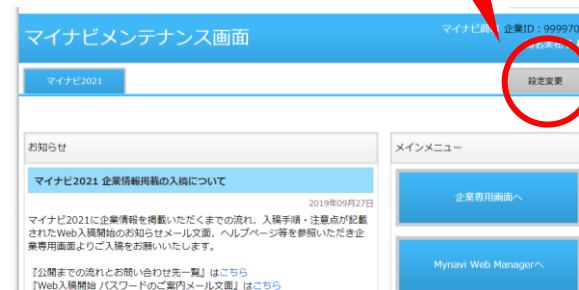 マイナビメンテナンス画面
マイナビ商 企業ID：999970
マイナビ2021
設定変更
お知らせ
メインメニュー
マイナビ2021 企業情報掲載の入稿について
2019年09月27日
マイナビ2021に企業情報を掲載いただくまでの流れ、入稿手順・注意点が記載
されたWeb入稿開始のお知らせメール文面、ヘルプページ等を参照いただき企
業専用画面よりご入稿をお願いいたします。
企業専用画面へ
『公開までの流れとお問い合わせ先一覧』はこちら
『Web入稿開始 パスワードのご案内メール文面』はこちら
Mynavi Web Managerへ